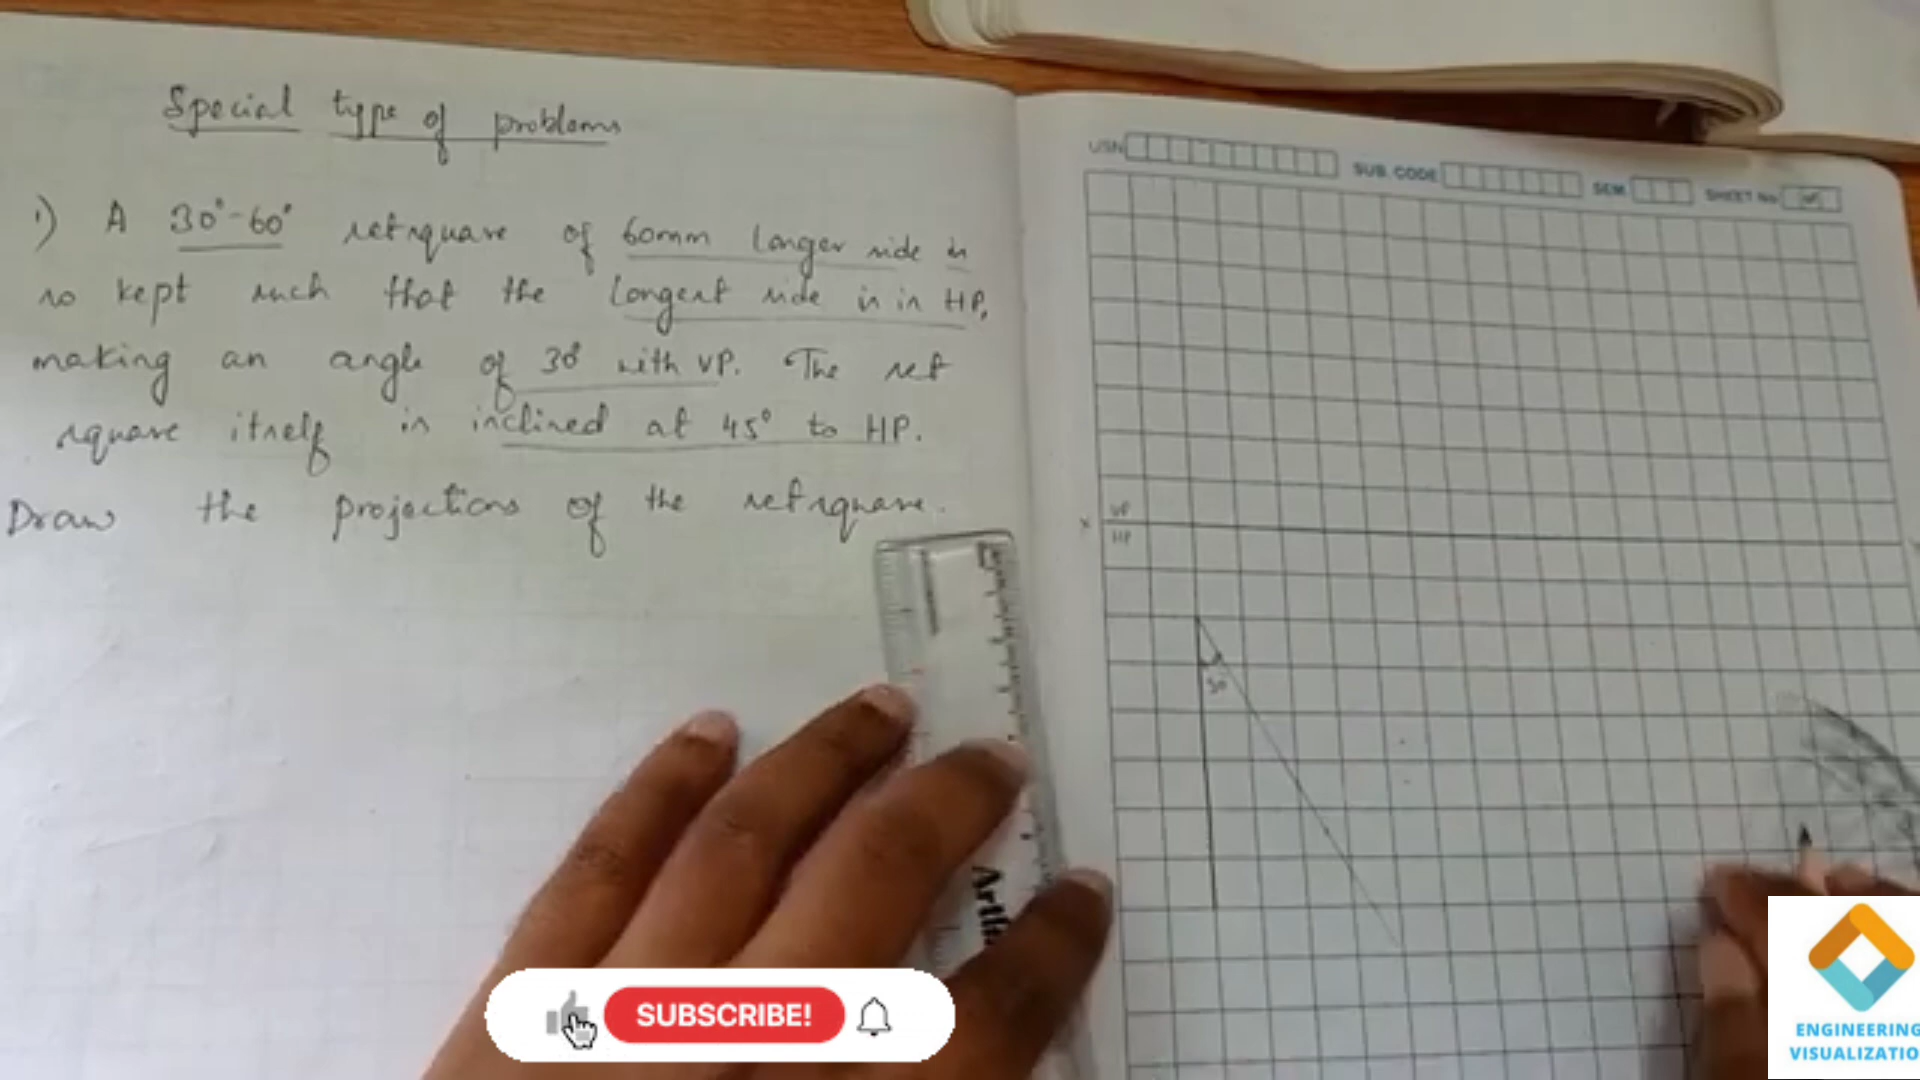 Special type of problems
1) A 30°-60° setsquare of 60mm longer side is
so kept such that the longest side is in HP,
making an angle of 30° with VP. The set
square itself is inclined at 45° to HP.
Draw the projections of the setsquare.
USN
SUB. CODE
SEM
SHEET No
X
VP
HP
30
SUBSCRIBE!
ENGINEERING
VISUALIZATIO